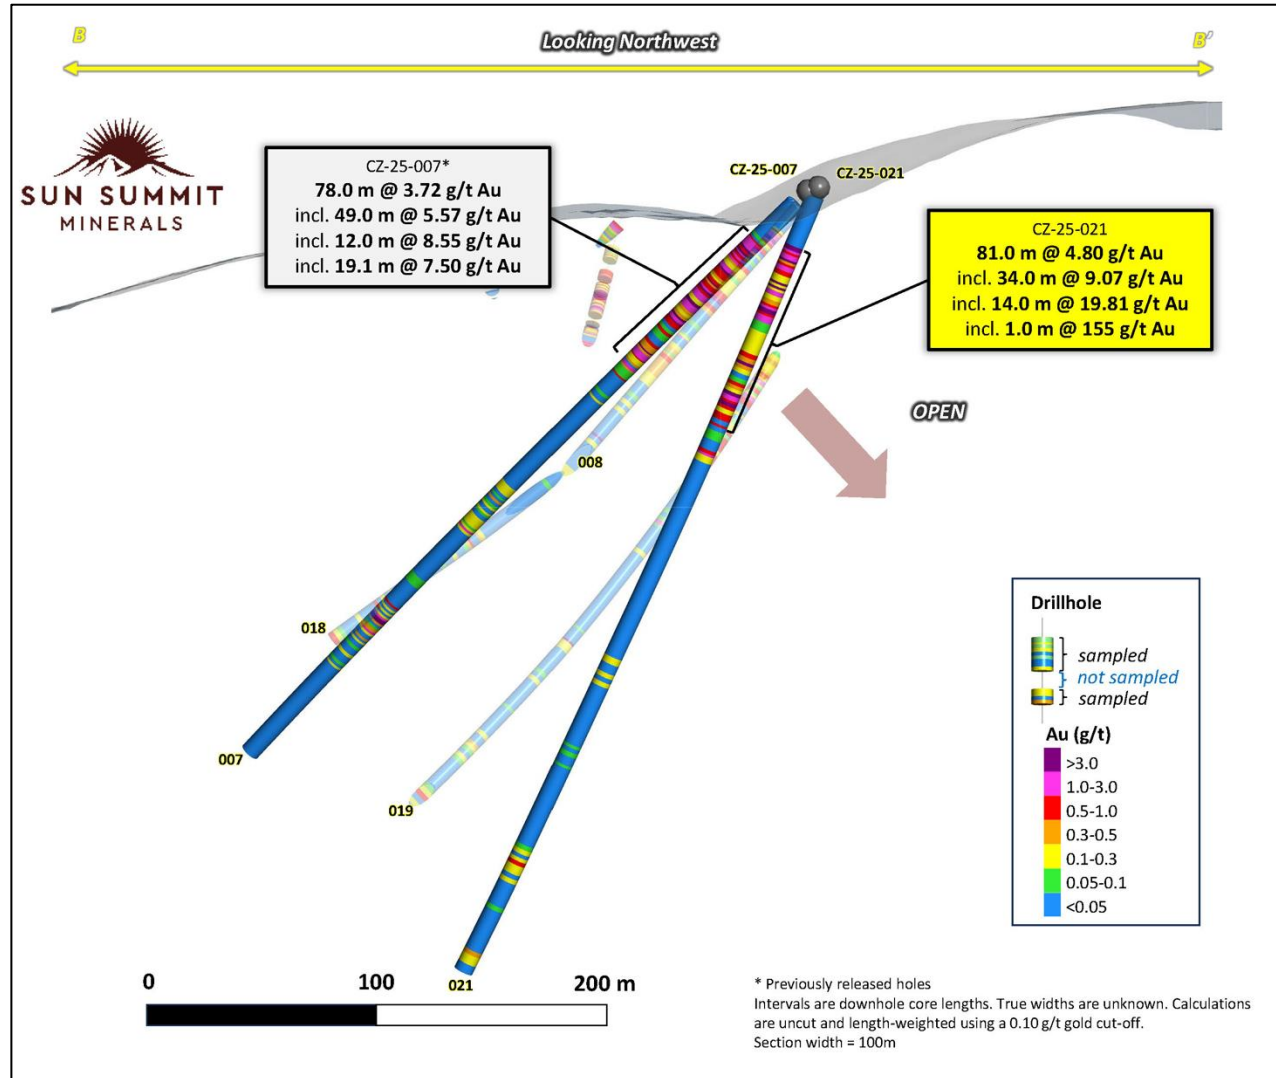 B
Looking Northwest
B'
SUN SUMMIT
MINERALS
CZ-25-007*
78.0 m @ 3.72 g/t Au
incl. 49.0 m @ 5.57 g/t Au
incl. 12.0 m @ 8.55 g/t Au
incl. 19.1 m @ 7.50 g/t Au
CZ-25-007
CZ-25-021
CZ-25-021
81.0 m @ 4.80 g/t Au
incl. 34.0 m @ 9.07 g/t Au
incl. 14.0 m @ 19.81 g/t Au
incl. 1.0 m @ 155 g/t Au
OPEN
008
018
007
019
021
Drillhole
sampled
not sampled
sampled
Au (g/t)
>3.0
1.0-3.0
0.5-1.0
0.3-0.5
0.1-0.3
0.05-0.1
<0.05
0 100 200 m
* Previously released holes
Intervals are downhole core lengths. True widths are unknown. Calculations
are uncut and length-weighted using a 0.10 g/t gold cut-off.
Section width = 100m